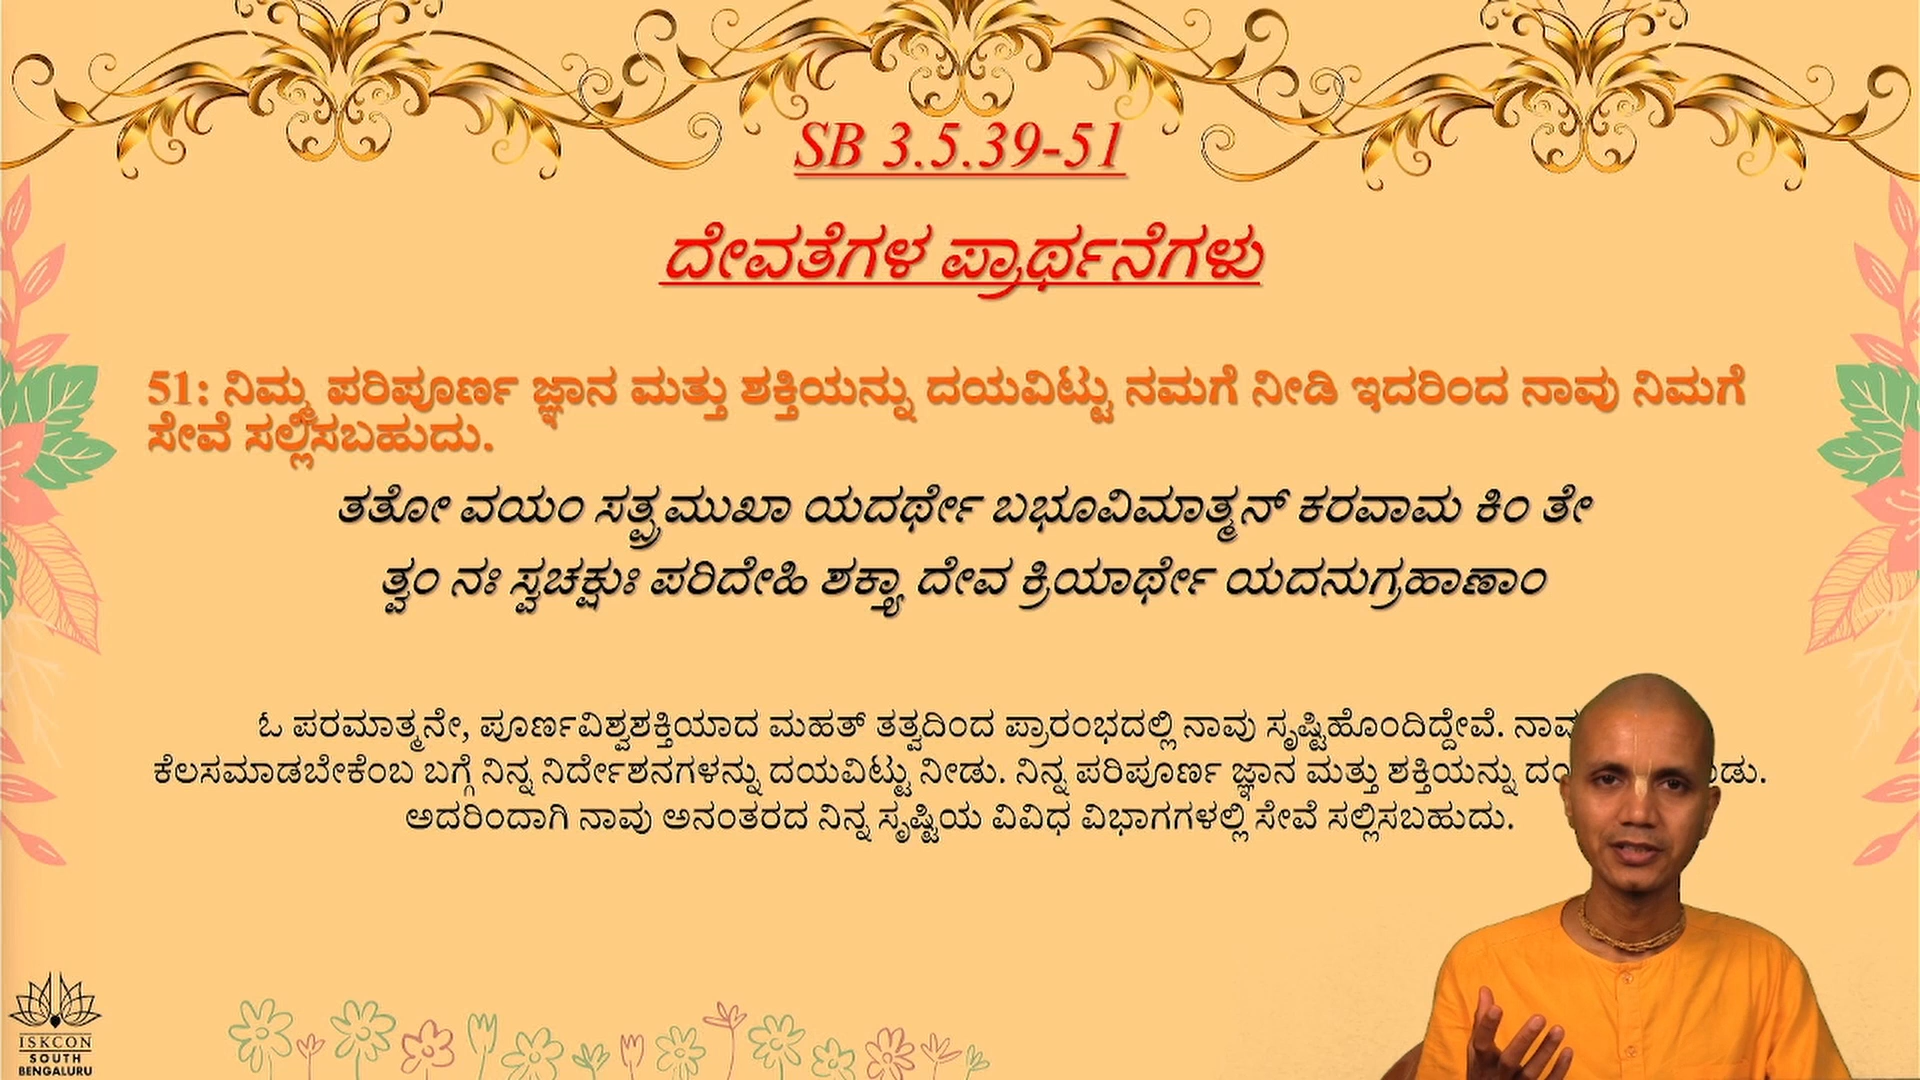 SB 3.5.39-51
ದೇವತೆಗಳ ಪ್ರಾರ್ಥನೆಗಳು
51: ನಿಮ್ಮ ಪರಿಪೂರ್ಣ ಜ್ಞಾನ ಮತ್ತು ಶಕ್ತಿಯನ್ನು ದಯವಿಟ್ಟು ನಮಗೆ ನೀಡಿ ಇದರಿಂದ ನಾವು ನಿಮಗೆ
ಸೇವೆ ಸಲ್ಲಿಸಬಹುದು.
ತತೋ ವಯಂ ಸತ್ಪ್ರಮುಖಾ ಯದರ್ಥೇ ಬಭೂವಿಮಾತ್ಮನ್ ಕರವಾಮ ಕಿಂ ತೇ
ತ್ವಂ ನಃ ಸ್ವಚಕ್ಷುಃ ಪರಿದೇಹಿ ಶಕ್ತ್ಯಾ ದೇವ ಕ್ರಿಯಾರ್ಥೇ ಯದನುಗ್ರಹಾಣಾಂ
ಓ ಪರಮಾತ್ಮನೇ, ಪೂರ್ಣವಿಶ್ವಶಕ್ತಿಯಾದ ಮಹತ್ ತತ್ವದಿಂದ ಪ್ರಾರಂಭದಲ್ಲಿ ನಾವು ಸೃಷ್ಟಿಹೊಂದಿದ್ದೇವೆ.
ಕೆಲಸಮಾಡಬೇಕೆಂಬ ಬಗ್ಗೆ ನಿನ್ನ ನಿರ್ದೇಶನಗಳನ್ನು ದಯವಿಟ್ಟು ನೀಡು. ನಿನ್ನ ಪರಿಪೂರ್ಣ ಜ್ಞಾನ ಮತ್ತು ಶಕ್ತಿಯನ್ನು
ಅದರಿಂದಾಗಿ ನಾವು ಅನಂತರದ ನಿನ್ನ ಸೃಷ್ಟಿಯ ವಿವಿಧ ವಿಭಾಗಗಳಲ್ಲಿ ಸೇವೆ ಸಲ್ಲಿಸಬಹುದು.
ISKCON
SOUTH
BENGALURU